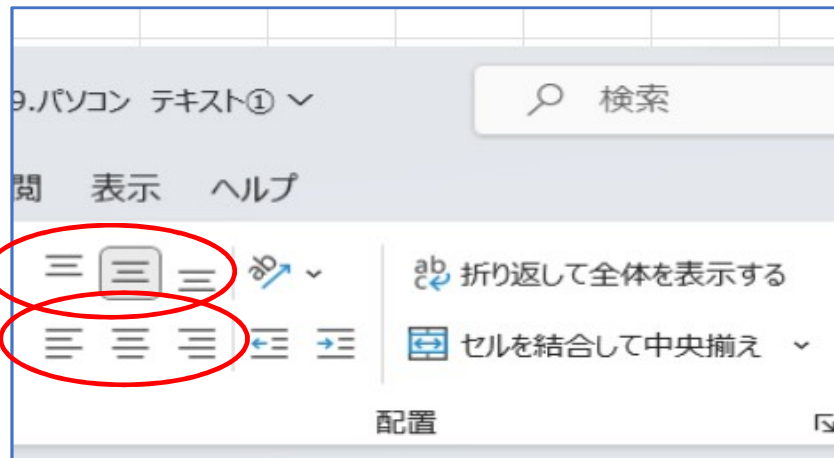 9.パソコン テキスト①
検索
閲 表示 ヘルプ
ab
ab
c
折り返して全体を表示する
セルを結合して中央揃え
配置